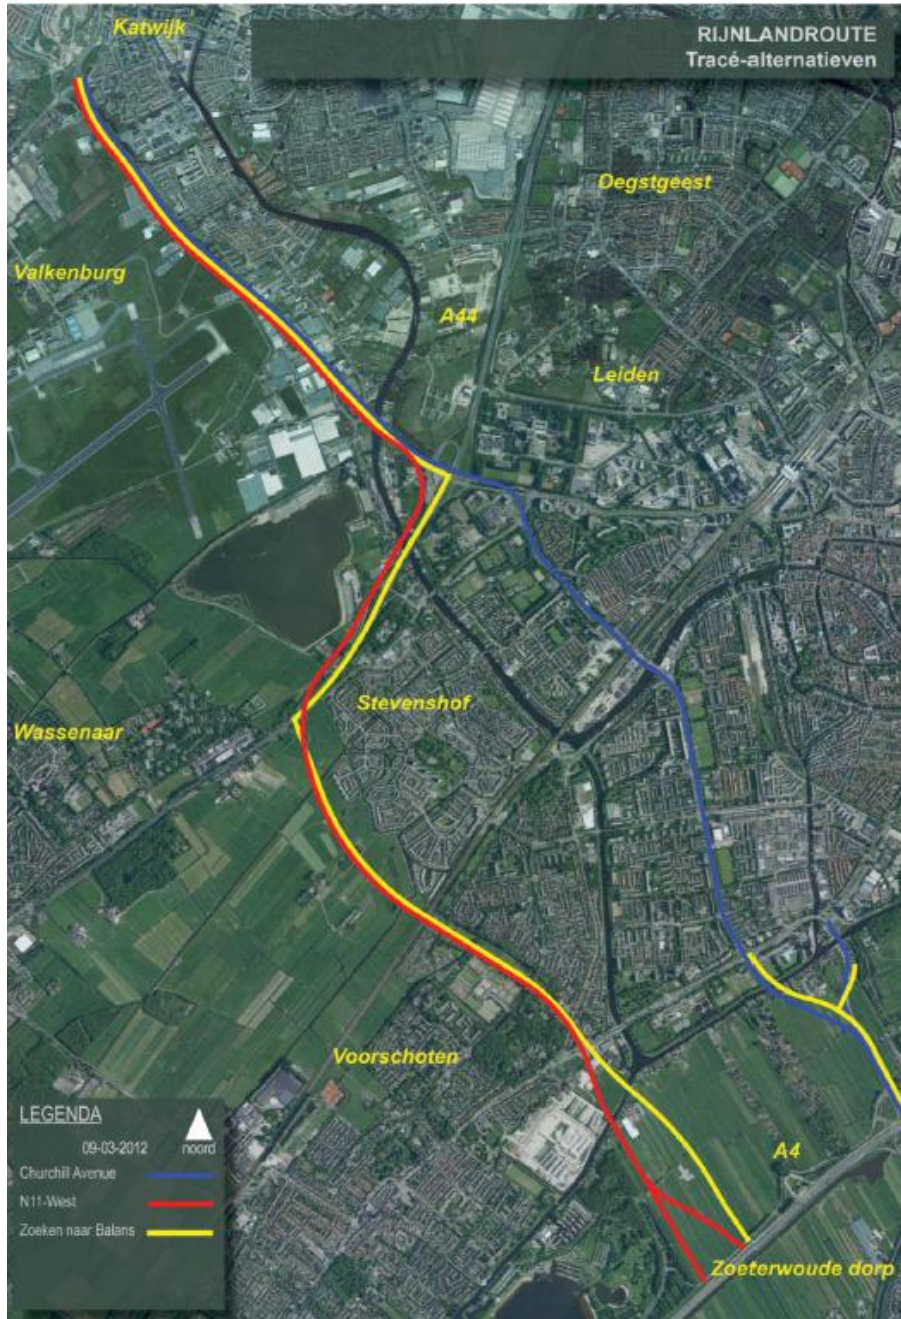 Katwijk
RIJNLANDROUTE
Tracé-alternatieven
Oegstgeest
Valkenburg
A44
Leiden
Stevenshof
Wassenaar
Voorschoten
A4
Zoeterwoude dorp
LEGENDA
09-03-2012 noord
Churchill Avenue
N11-West
Zoeken naar Balans